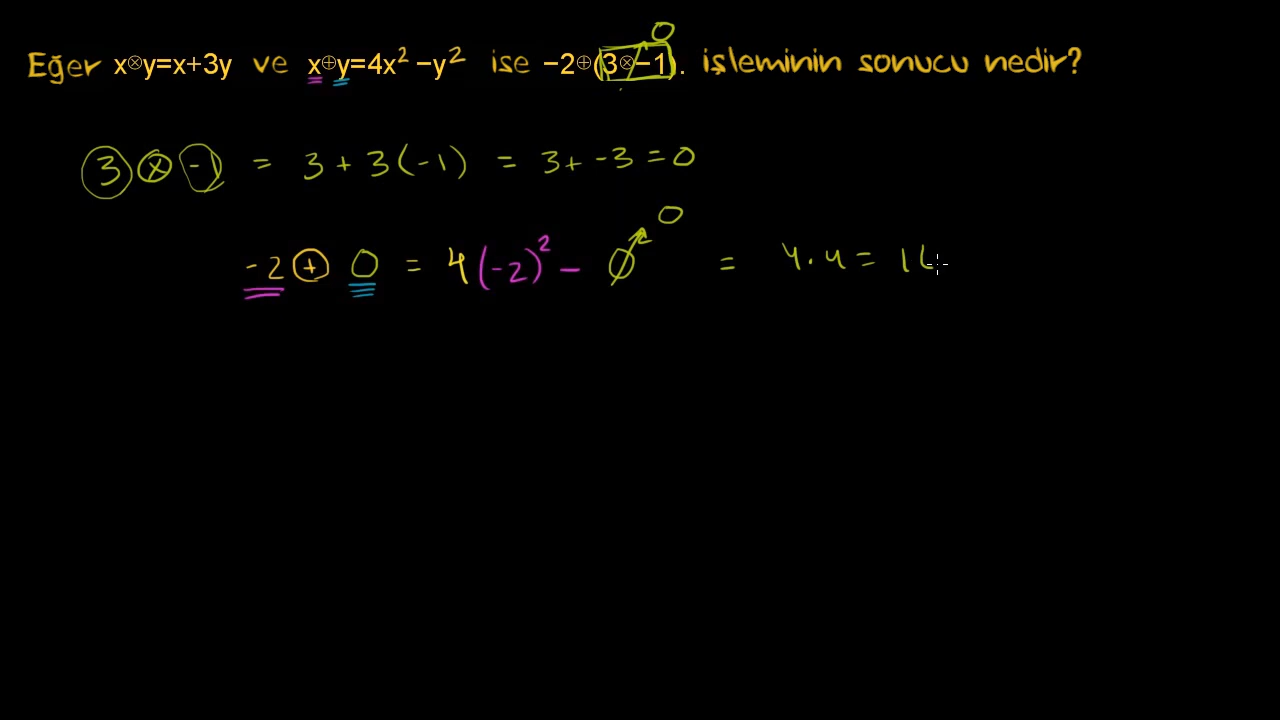 Eğer x⊗y=x+3y ve x⊕y=4x² −y² ise −2⊕(3⊗−1). işleminin sonucu nedir?
0
3 ⊗ -1 = 3 + 3(-1) = 3 + -3 = 0
0
-2 ⊕ 0 = 4(-2)² - 0² = 4.4 = 16